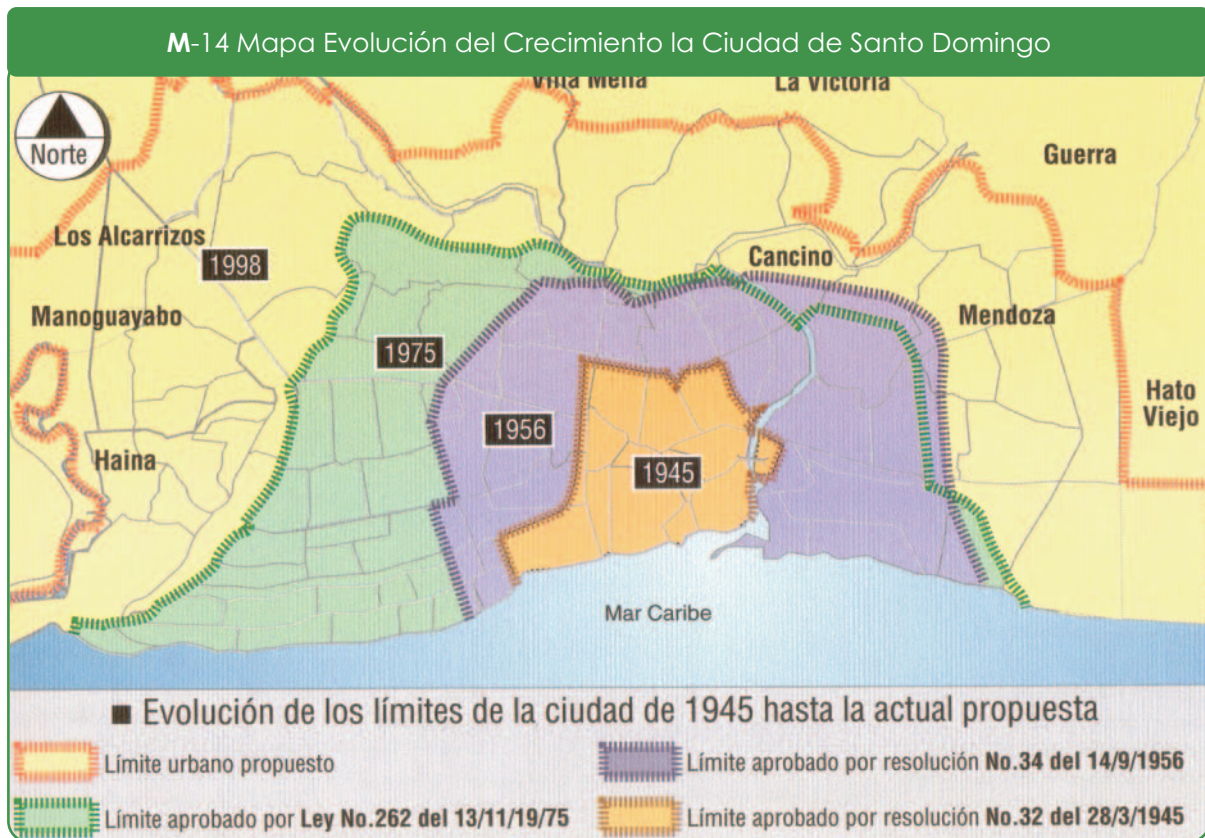 M-14 Mapa Evolución del Crecimiento la Ciudad de Santo Domingo
Villa Mella
La Victoria
Norte
Guerra
Los Alcarrizos
1998
Cancino
Manoguayabo
Mendoza
1975
Hato
Viejo
1956
Haina
1945
Mar Caribe
■ Evolución de los límites de la ciudad de 1945 hasta la actual propuesta
Límite urbano propuesto
Límite aprobado por resolución No.34 del 14/9/1956
Límite aprobado por Ley No.262 del 13/11/19/75
Límite aprobado por resolución No.32 del 28/3/1945